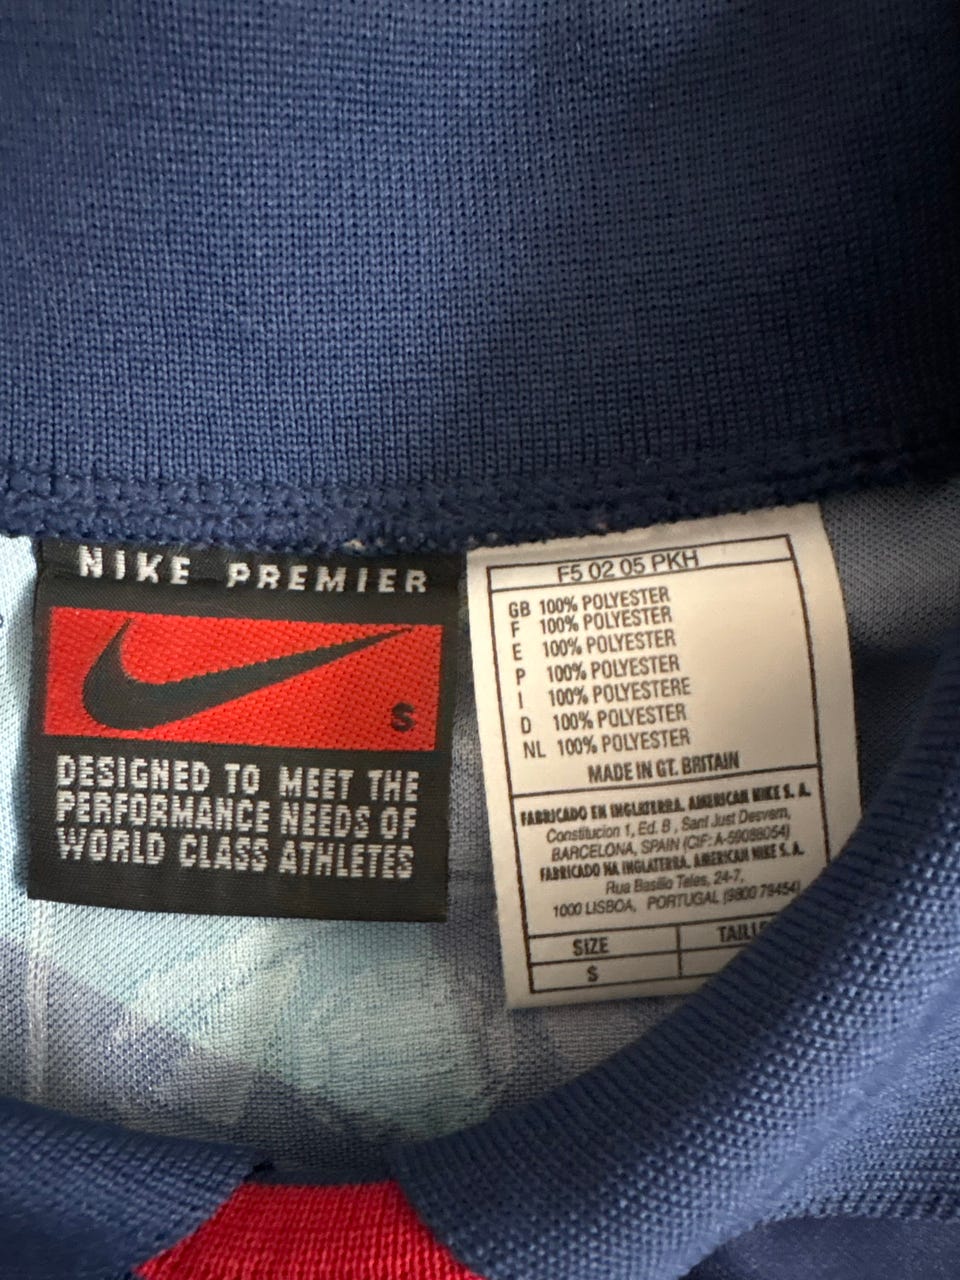 NIKE PREMIER
S
DESIGNED TO MEET THE
PERFORMANCE NEEDS OF
WORLD CLASS ATHLETES
F5 02 05 PKH
GB 100% POLYESTER
F 100% POLYESTER
E 100% POLYESTER
P 100% POLYESTER
I 100% POLYESTERE
D 100% POLYESTER
NL 100% POLYESTER
MADE IN GT. BRITAIN
FABRICADO EN INGLATERRA. AMERICAN NIKE S. A.
Constitucion 1, Ed. B, Sant Just Desvern,
BARCELONA, SPAIN (CIF: A-59088054)
FABRICADO NA INGLATERRA. AMERICAN NIKE S. A.
Rua Basilio Teles, 24-7,
1000 LISBOA, PORTUGAL (9800 79454)
SIZE
S